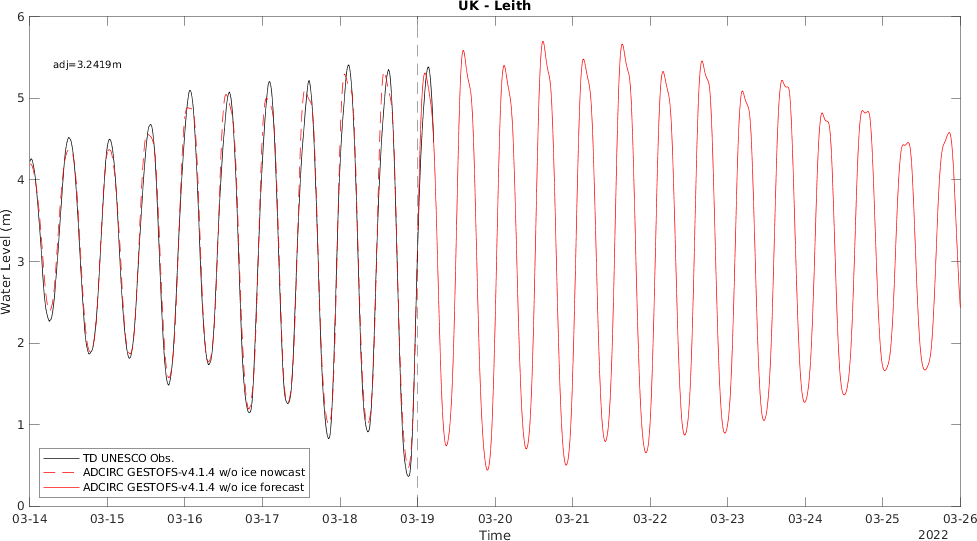 UK - Leith
6
adj=3.2419m
5
4
3
Water Level (m)
2
1
TD UNESCO Obs.
ADCIRC GESTOFS-v4.1.4 w/o ice nowcast
ADCIRC GESTOFS-v4.1.4 w/o ice forecast
0
03-14 03-15 03-16 03-17 03-18 03-19 03-20 03-21 03-22 03-23 03-24 03-25 03-26
Time
2022